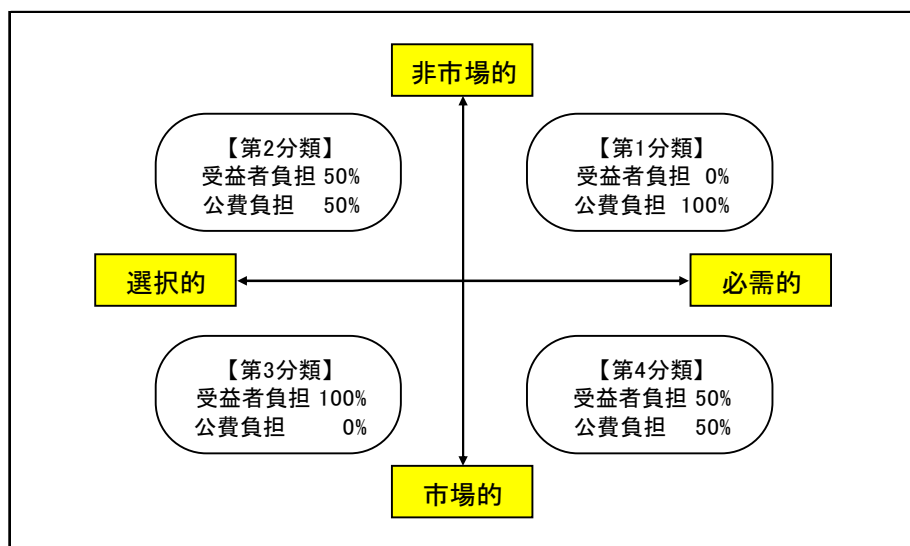 非市場的
【第2分類】
受益者負担 50%
公費負担 50%
【第1分類】
受益者負担 0%
公費負担 100%
選択的
必需的
【第3分類】
受益者負担 100%
公費負担 0%
【第4分類】
受益者負担 50%
公費負担 50%
市場的